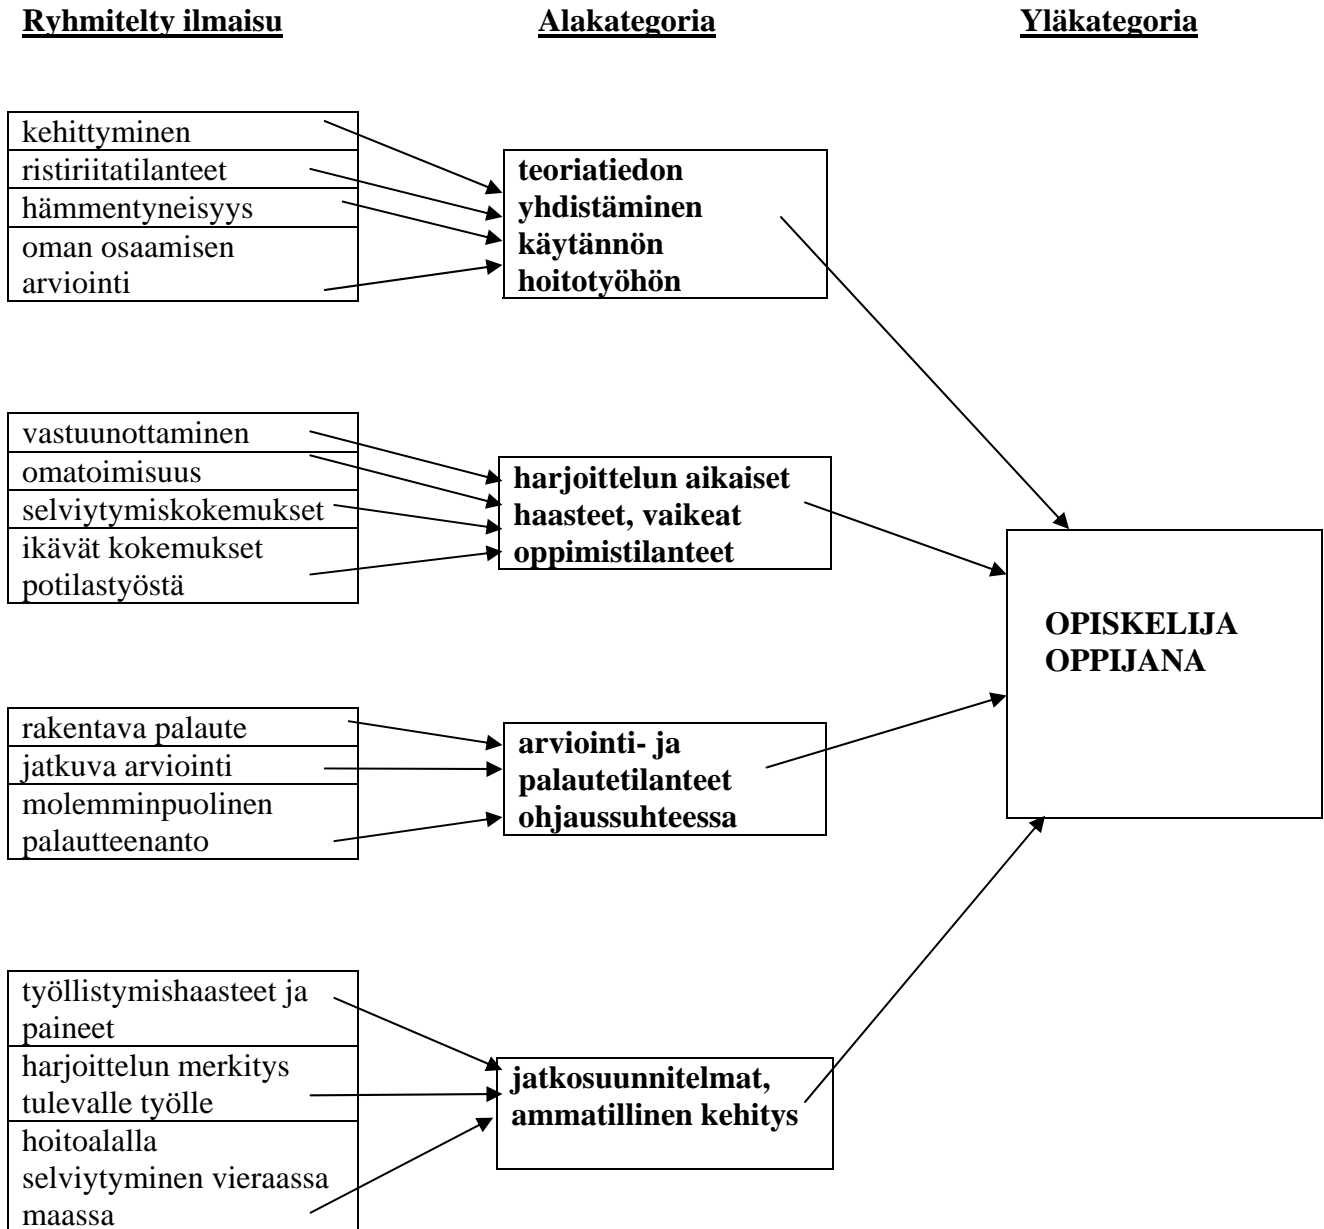 Ryhmitelty ilmaisu
Alakategoria
Yläkategoria
kehittyminen
ristiriitatilanteet
hämmentyneisyys
oman osaamisen
arviointi
teoriatiedon
yhdistäminen
käytännön
hoitotyöhön
vastuunottaminen
omatoimisuus
selviytymiskokemukset
ikävät kokemukset
potilastyöstä
harjoittelun aikaiset
haasteet, vaikeat
oppimistilanteet
OPISKELIJA
OPPIJANA
rakentava palaute
jatkuva arviointi
molemminpuolinen
palautteenanto
arviointi- ja
palautetilanteet
ohjaussuhteessa
työllistymishaasteet ja
paineet
harjoittelun merkitys
tulevalle työlle
hoitoalalla
selviytyminen vieraassa
maassa
jatkosuunnitelmat,
ammatillinen kehitys